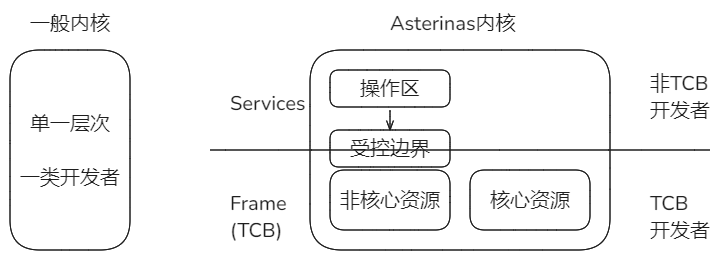 一般内核
单一层次
一类开发者
Asterinas内核
Services
操作区
受控边界
非TCB
开发者
Frame
(TCB)
非核心资源
核心资源
TCB
开发者